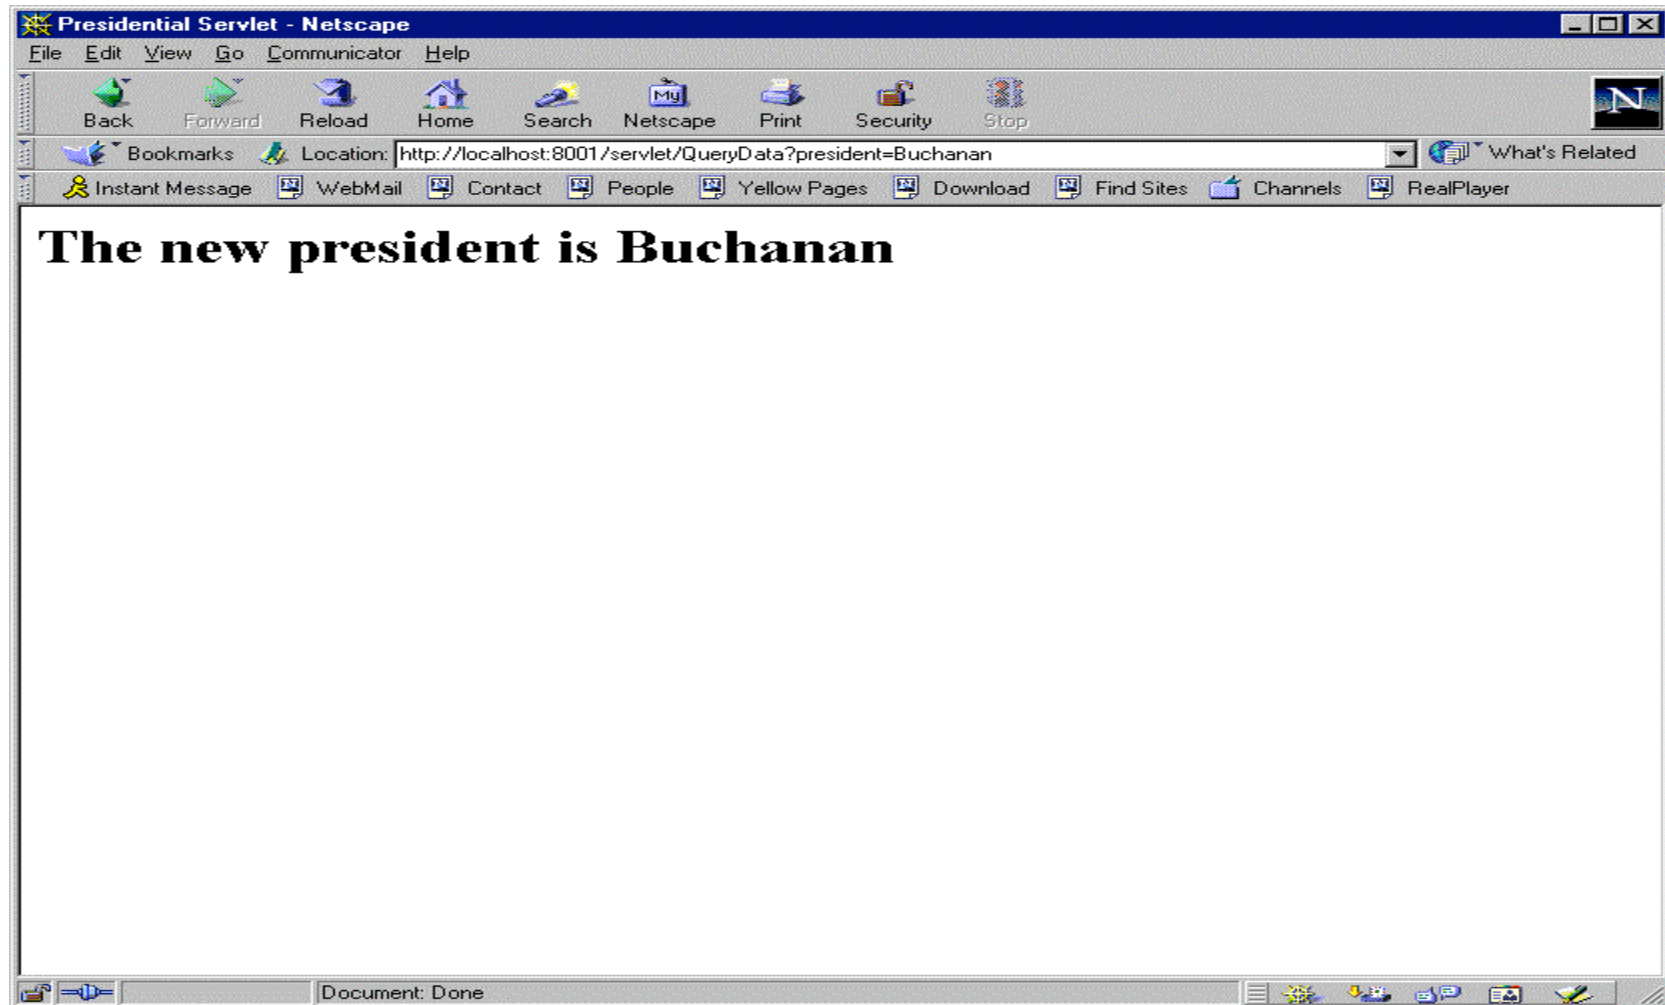 Presidential Servlet - Netscape
File Edit View Go Communicator Help
Back Forward Reload Home Search My Netscape Print Security Stop N
Bookmarks Location: http://localhost:8001/servlet/QueryData?president=Buchanan What's Related
Instant Message WebMail Contact People Yellow Pages Download Find Sites Channels RealPlayer
The new president is Buchanan
Document: Done